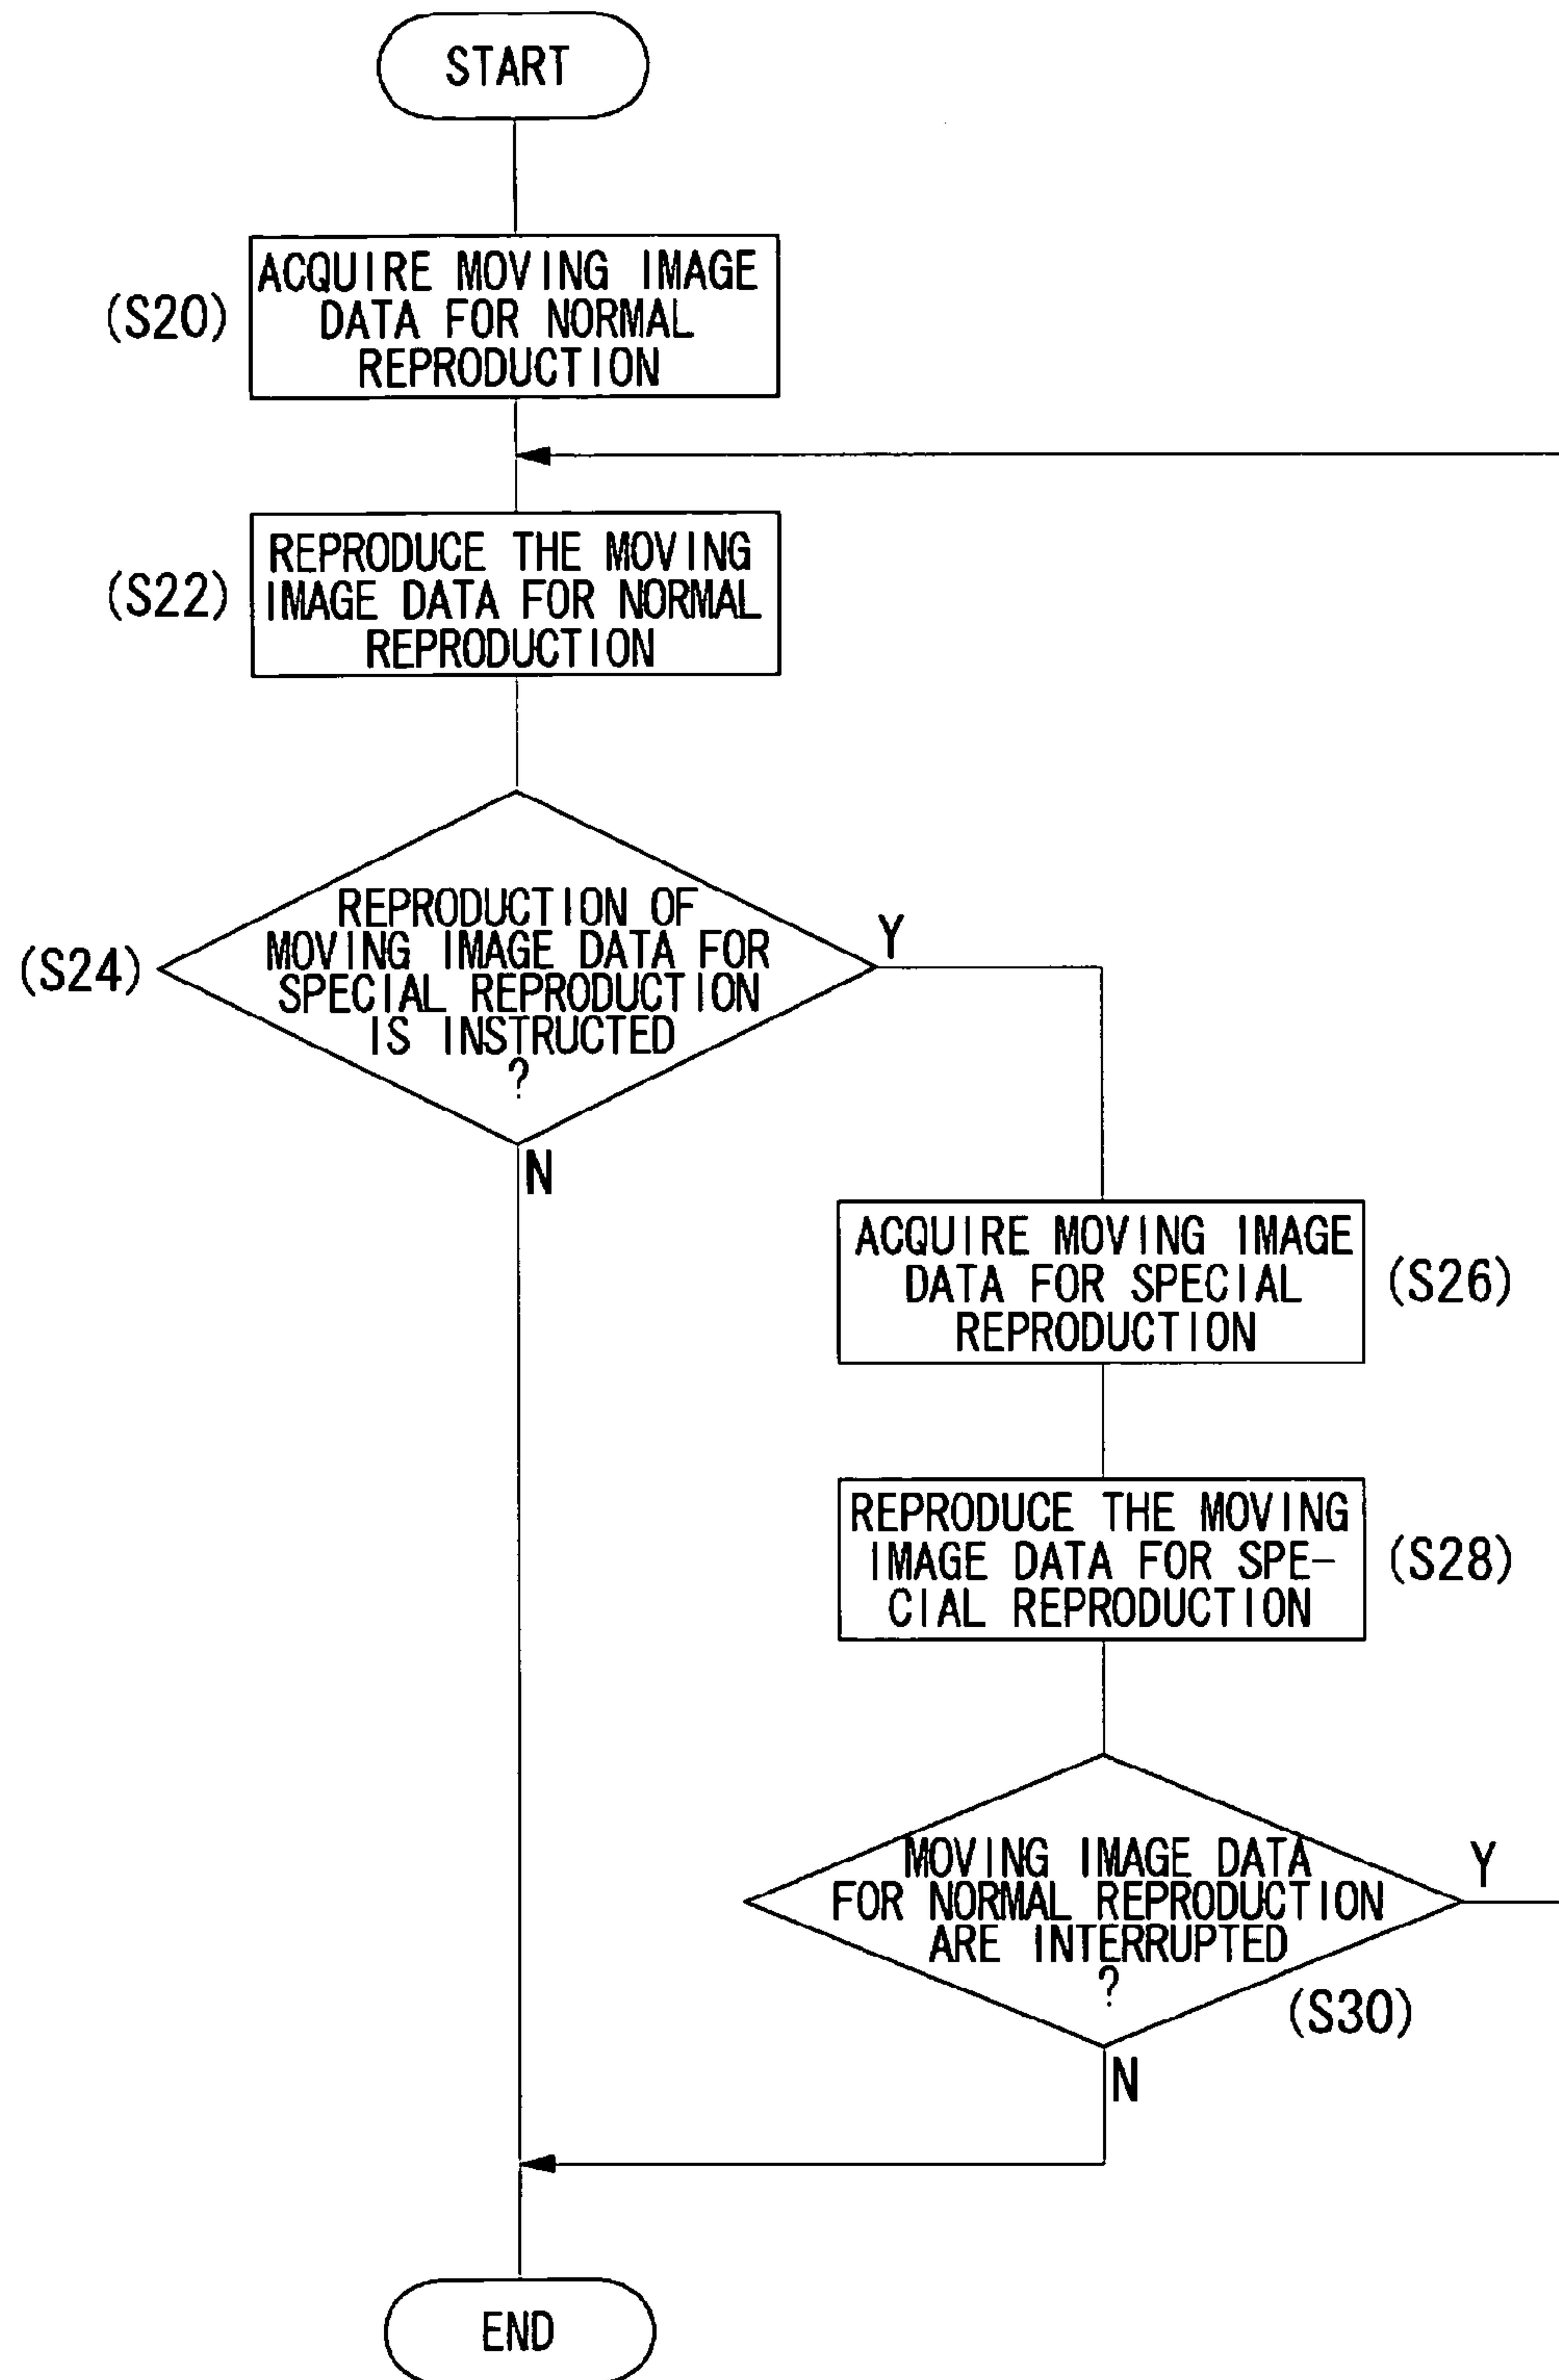 START
(S20)
ACQUIRE MOVING IMAGE
DATA FOR NORMAL
REPRODUCTION
(S22)
REPRODUCE THE MOVING
IMAGE DATA FOR NORMAL
REPRODUCTION
(S24)
REPRODUCTION OF
MOVING IMAGE DATA FOR
SPECIAL REPRODUCTION
IS INSTRUCTED
?
Y
N
ACQUIRE MOVING IMAGE
DATA FOR SPECIAL
REPRODUCTION
(S26)
REPRODUCE THE MOVING
IMAGE DATA FOR SPE-
CIAL REPRODUCTION
(S28)
MOVING IMAGE DATA
FOR NORMAL REPRODUCTION
ARE INTERRUPTED
?
Y
(S30)
N
END